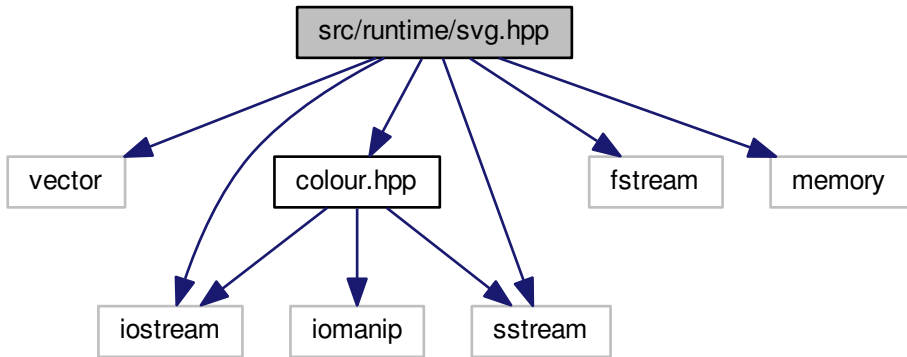 src/runtime/svg.hpp
vector
colour.hpp
fstream
memory
iostream
iomanip
sstream